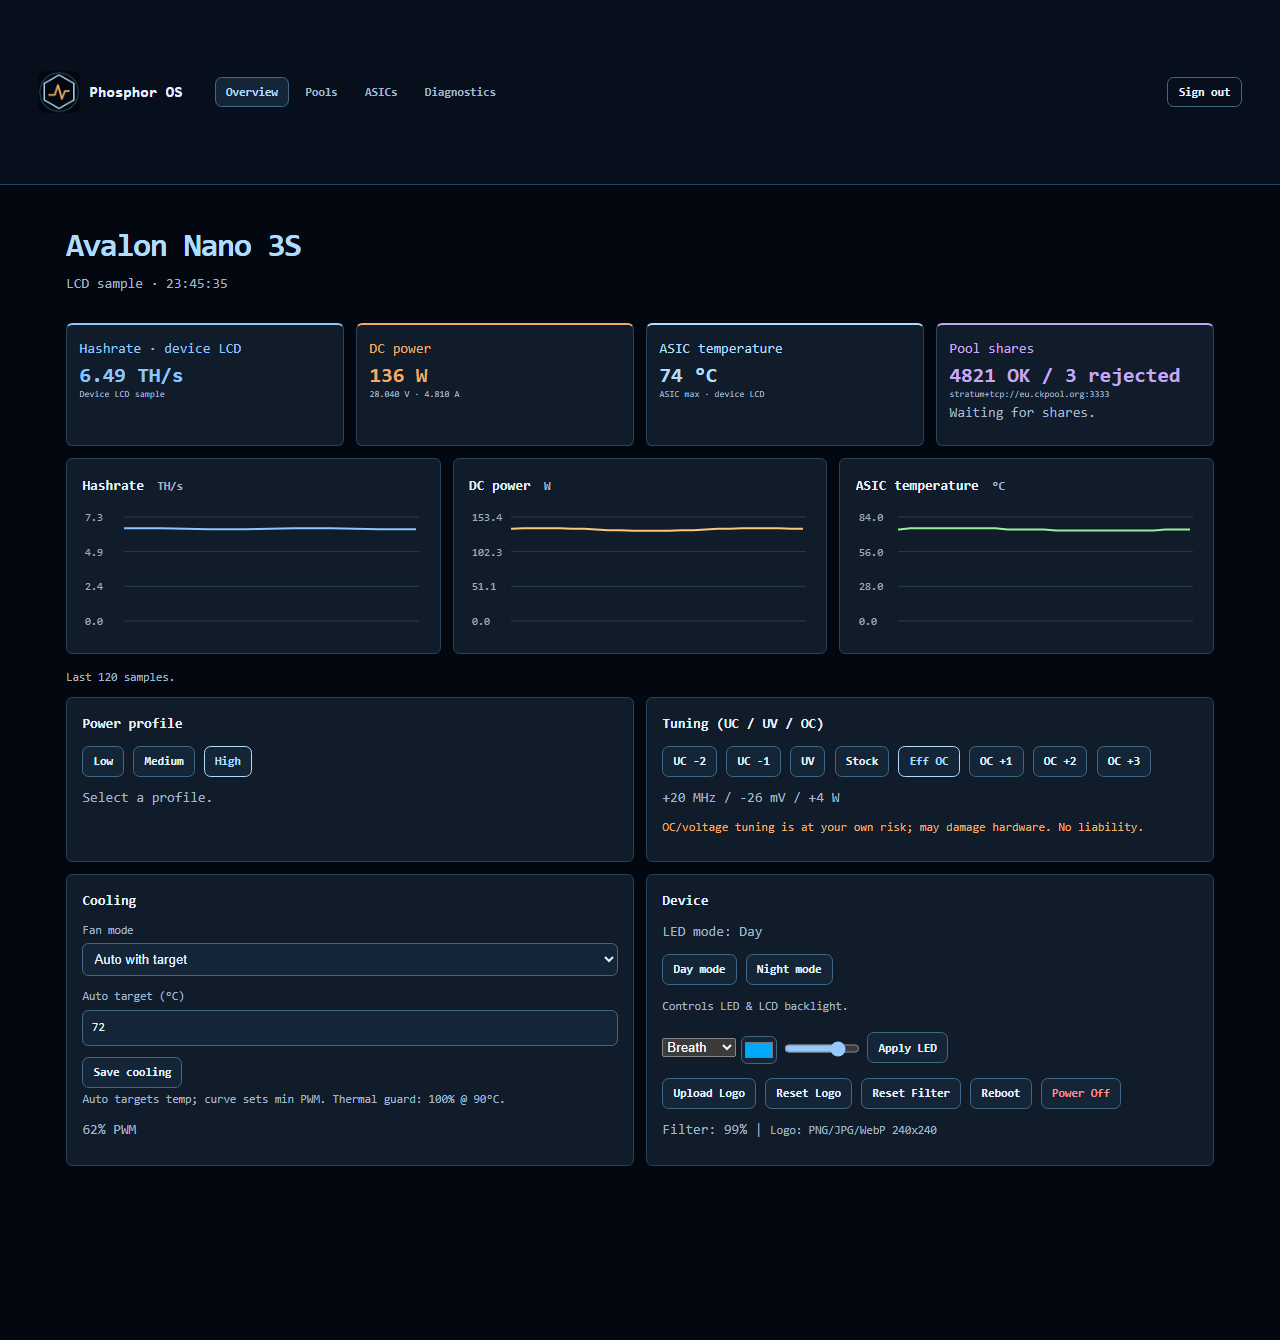 Phosphor OS
Overview
Pools
ASICs
Diagnostics
Sign out
Avalon Nano 3S
LCD sample · 23:45:35
Hashrate · device LCD
6.49 TH/s
Device LCD sample
DC power
136 W
28.040 V · 4.810 A
ASIC temperature
74 °C
ASIC max · device LCD
Pool shares
4821 OK / 3 rejected
stratum+tcp://eu.ckpool.org:3333
Waiting for shares.
Hashrate TH/s
7.3
4.9
2.4
0.0
DC power W
153.4
102.3
51.1
0.0
ASIC temperature °C
84.0
56.0
28.0
0.0
Last 120 samples.
Power profile
Low
Medium
High
Select a profile.
Tuning (UC / UV / OC)
UC -2
UC -1
UV
Stock
Eff OC
OC +1
OC +2
OC +3
+20 MHz / -26 mV / +4 W
OC/voltage tuning is at your own risk; may damage hardware. No liability.
Cooling
Fan mode
Auto with target
Auto target (°C)
72
Save cooling
Auto targets temp; curve sets min PWM. Thermal guard: 100% @ 90°C.
62% PWM
Device
LED mode: Day
Day mode
Night mode
Controls LED & LCD backlight.
Breath
Apply LED
Upload Logo
Reset Logo
Reset Filter
Reboot
Power Off
Filter: 99% | Logo: PNG/JPG/WebP 240x240